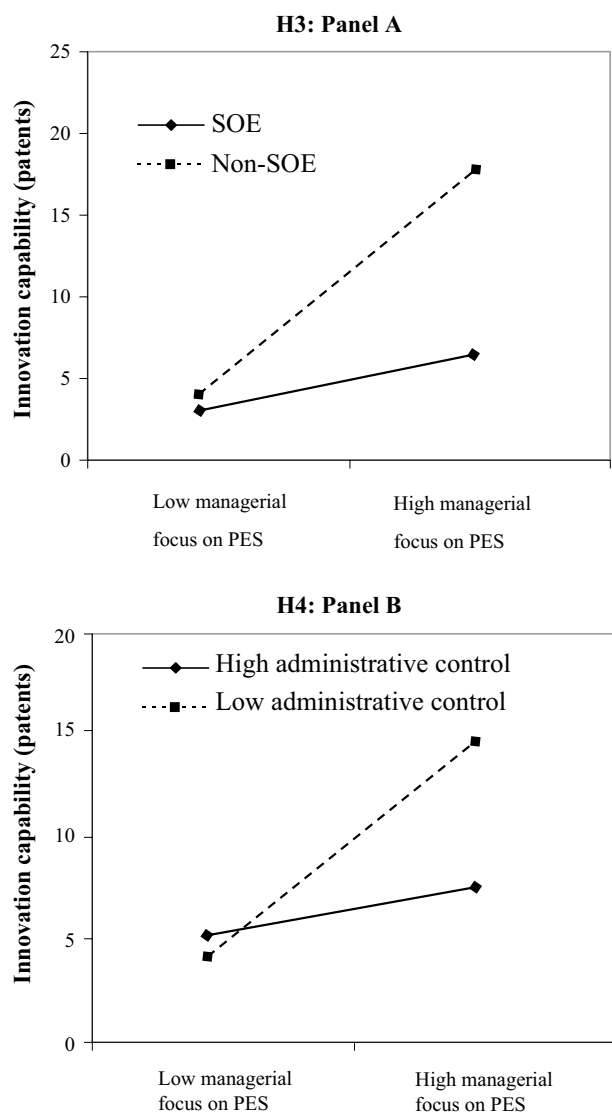 H3: Panel A
25
20
15
10
5
0
Innovation capability (patents)
SOE
Non-SOE
Low managerial
focus on PES
High managerial
focus on PES
H4: Panel B
20
15
10
5
0
Innovation capability (patents)
High administrative control
Low administrative control
Low managerial
focus on PES
High managerial
focus on PES